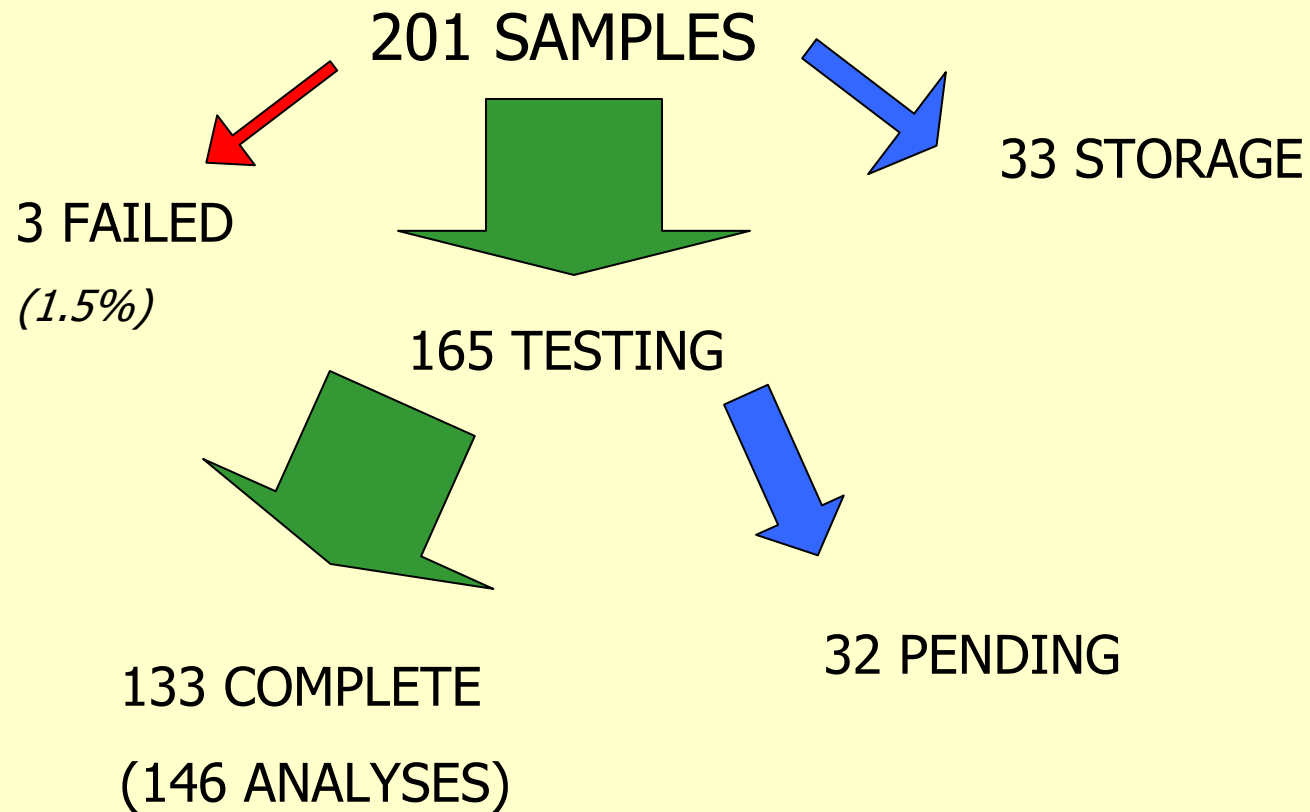 201 SAMPLES
33 STORAGE
3 FAILED
(1.5%)
165 TESTING
32 PENDING
133 COMPLETE
(146 ANALYSES)